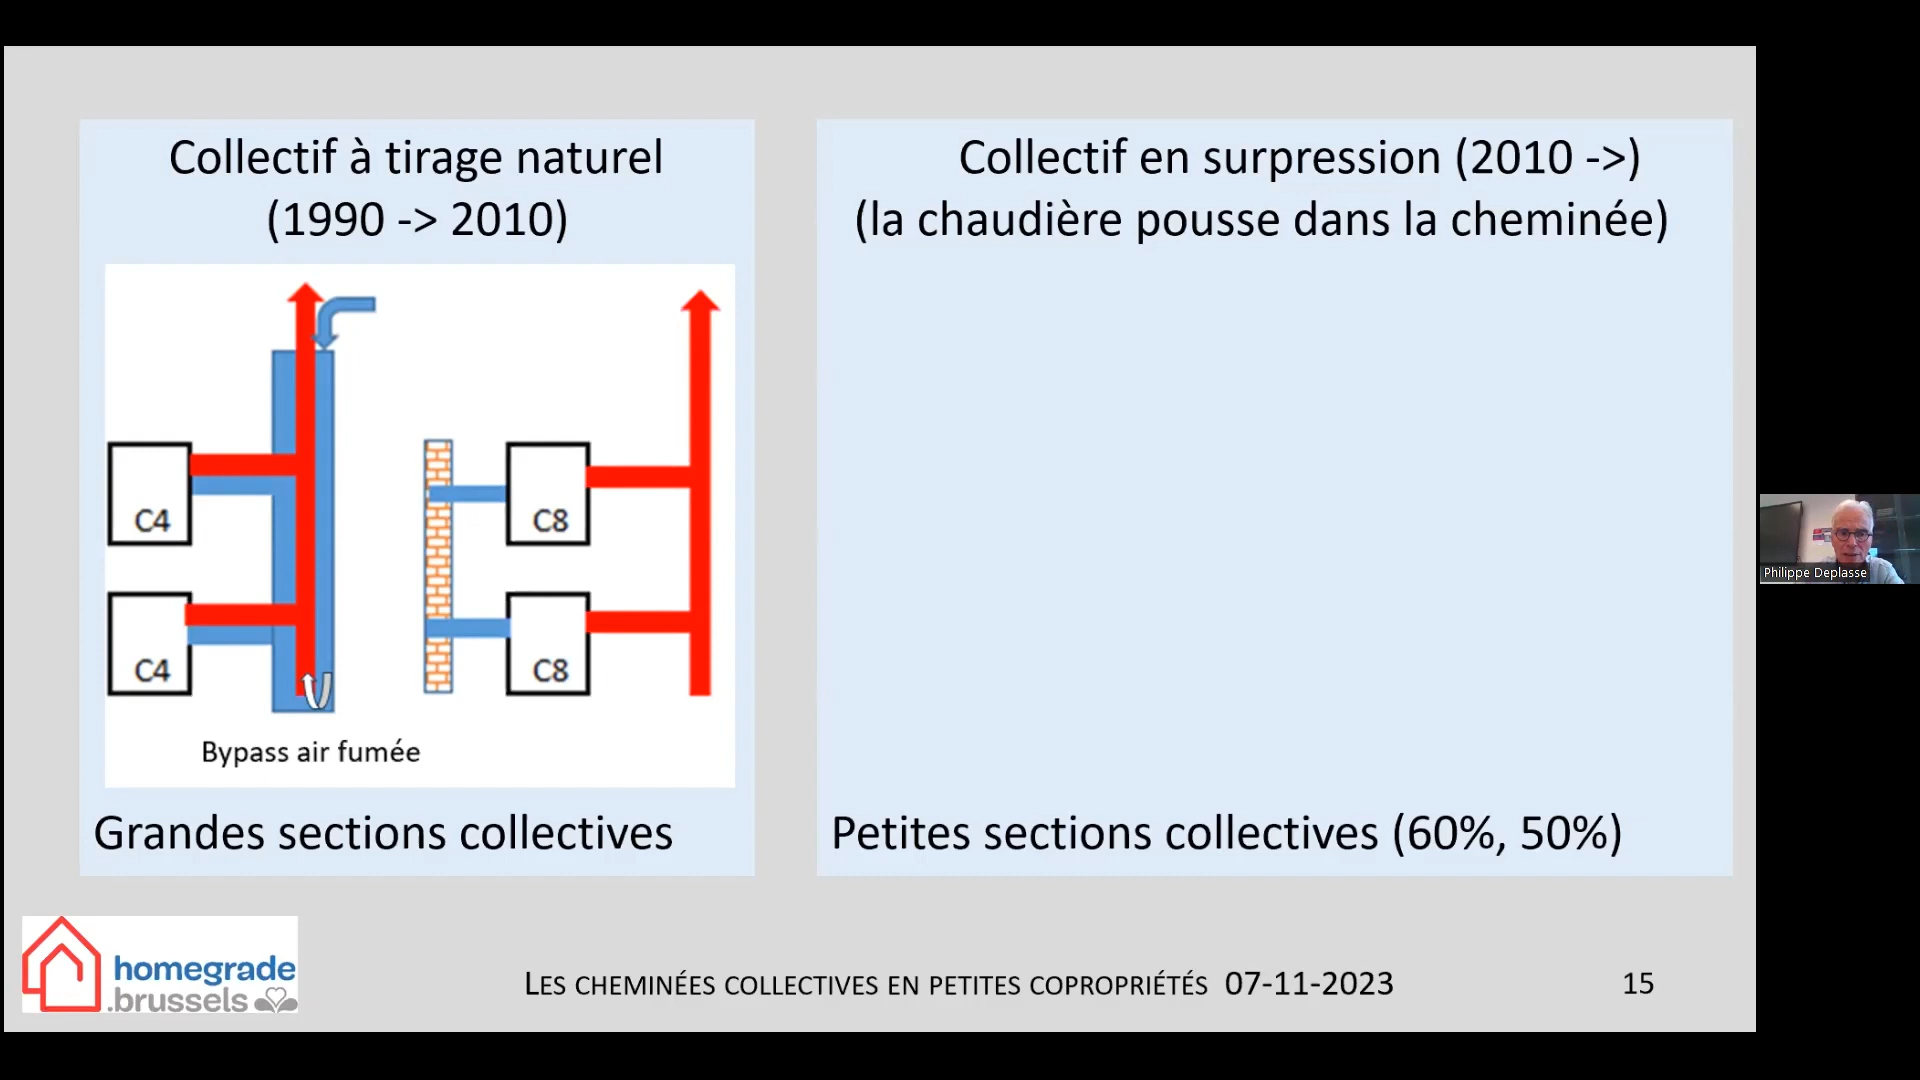 Collectif à tirage naturel
(1990 -> 2010)
C4
C8
C4
C8
Bypass air fumée
Grandes sections collectives
Collectif en surpression (2010 ->)
(la chaudière pousse dans la cheminée)
Petites sections collectives (60%, 50%)
Philippe Deplasse
homegrade
.brussels
LES CHEMINÉES COLLECTIVES EN PETITES COPROPRIÉTÉS 07-11-2023
15